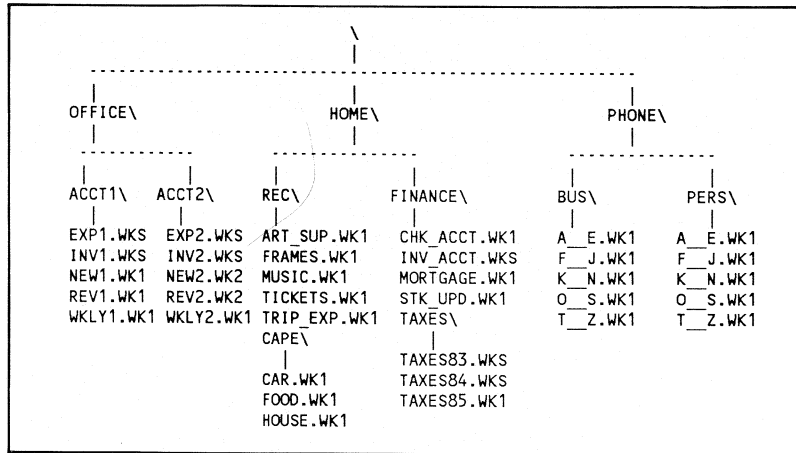 \
OFFICE\ HOME\ PHONE\
ACCT1\ ACCT2\ REC\ FINANCE\ BUS\ PERS\
EXP1.WKS EXP2.WKS ART_SUP.WK1 CHK_ACCT.WK1 A__E.WK1 A__E.WK1
INV1.WKS INV2.WKS FRAMES.WK1 INV_ACCT.WKS F__J.WK1 F__J.WK1
NEW1.WK1 NEW2.WK2 MUSIC.WK1 MORTGAGE.WK1 K__N.WK1 K__N.WK1
REV1.WK1 REV2.WK2 TICKETS.WK1 STK_UPD.WK1 O__S.WK1 O__S.WK1
WKLY1.WK1 WKLY2.WK1 TRIP_EXP.WK1 TAXES\ T__Z.WK1 T__Z.WK1
CAPE\ TAXES83.WKS
CAR.WK1 TAXES84.WKS
FOOD.WK1 TAXES85.WK1
HOUSE.WK1